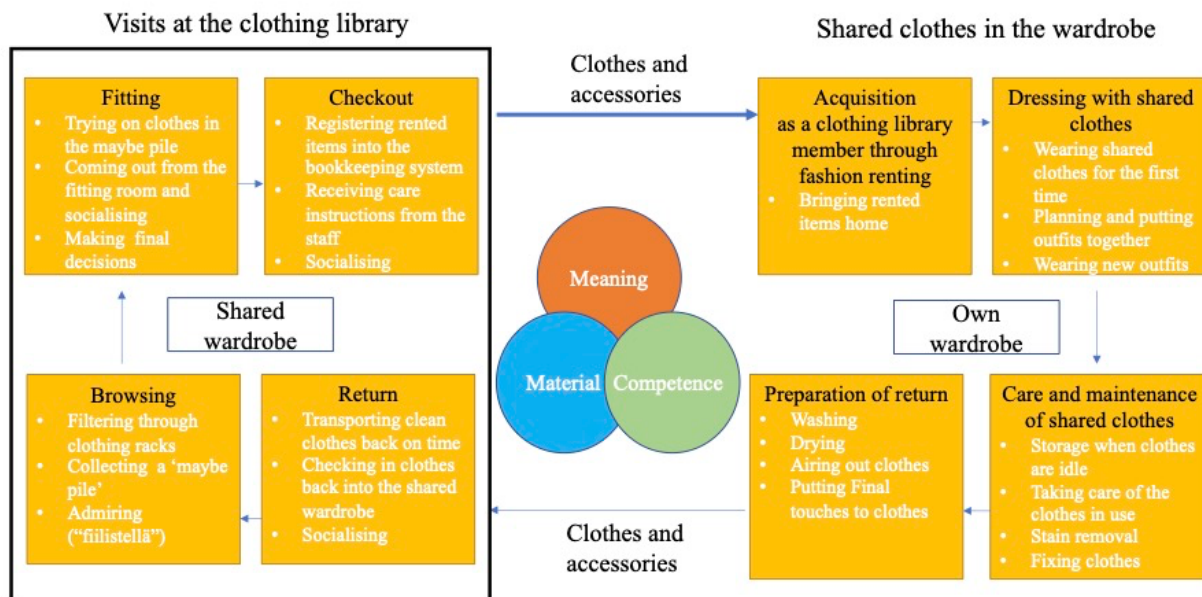 Visits at the clothing library
Shared clothes in the wardrobe
Fitting
• Trying on clothes in
the maybe pile
• Coming out from the
fitting room and
socialising
• Making final
decisions
Checkout
• Registering rented
items into the
bookkeeping system
• Receiving care
instructions from the
staff
• Socialising
Clothes and
accessories
Acquisition
as a clothing library
member through
fashion renting
• Bringing rented
items home
Dressing with shared
clothes
• Wearing shared
clothes for the first
time
• Planning and putting
outfits together
• Wearing new outfits
Shared
wardrobe
Meaning
Material
Competence
Own
wardrobe
Browsing
• Filtering through
clothing racks
• Collecting a ‘maybe
pile’
• Admiring
(“fiilistellä”)
Return
• Transporting clean
clothes back on time
• Checking in clothes
back into the shared
wardrobe
• Socialising
Clothes and
accessories
Preparation of return
• Washing
• Drying
• Airing out clothes
• Putting Final
touches to clothes
Care and maintenance
of shared clothes
• Storage when clothes
are idle
• Taking care of the
clothes in use
• Stain removal
• Fixing clothes